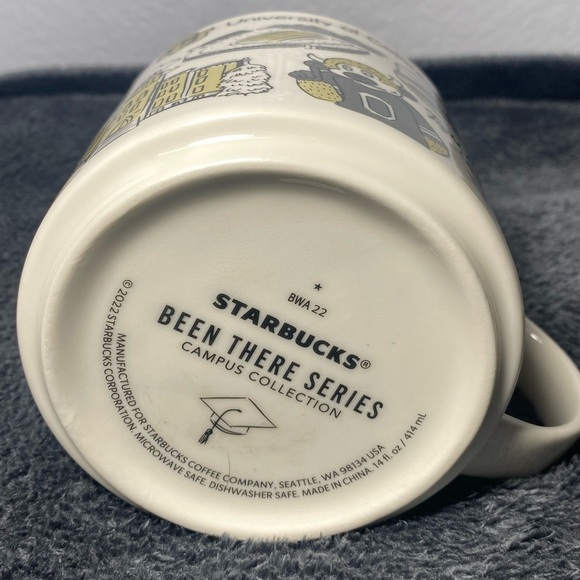 University of
★
BWA 22
STARBUCKS®
BEEN THERE SERIES
CAMPUS COLLECTION
©2022 STARBUCKS CORPORATION. MICROWAVE SAFE. DISHWASHER SAFE. MADE IN CHINA. 14 fl. oz / 414 mL
MANUFACTURED FOR STARBUCKS COFFEE COMPANY, SEATTLE, WA 98134 USA